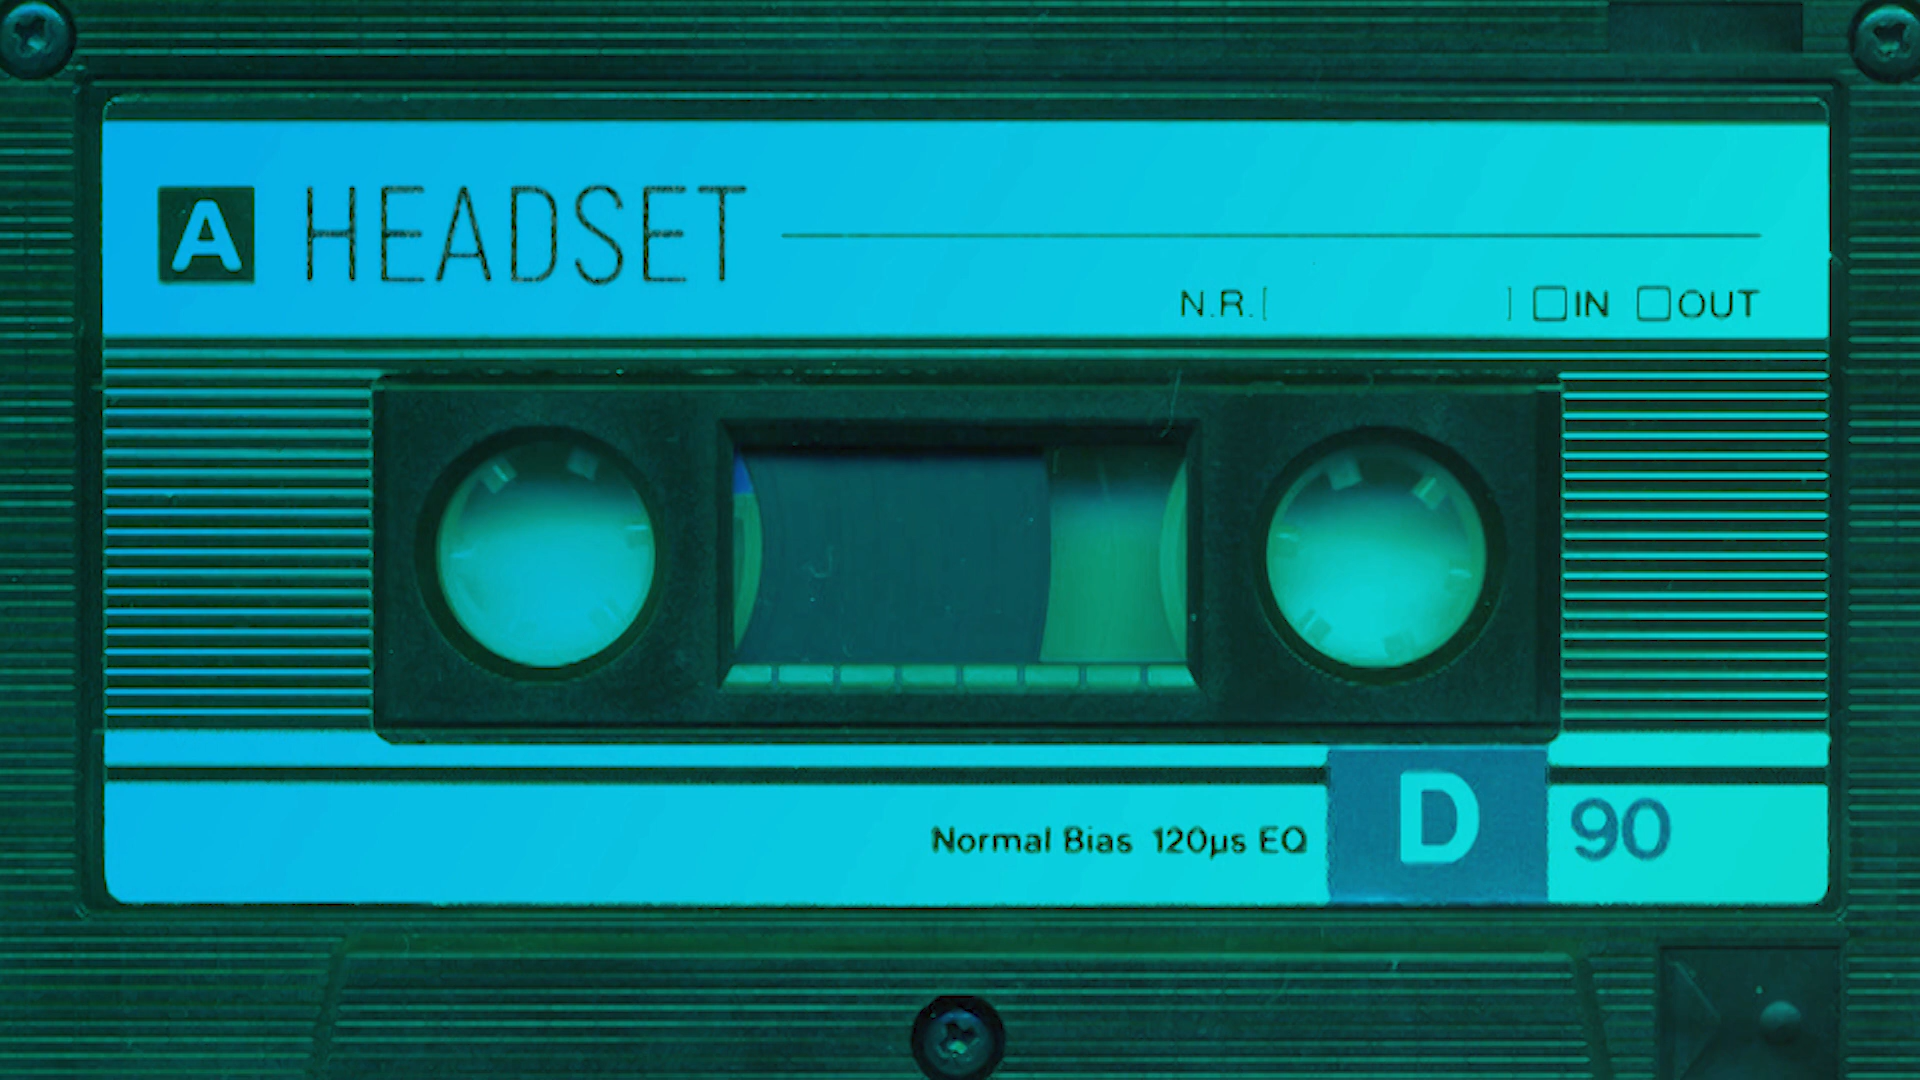 A HEADSET
N.R.[ ] □IN □OUT
Normal Bias 120µs EQ D 90